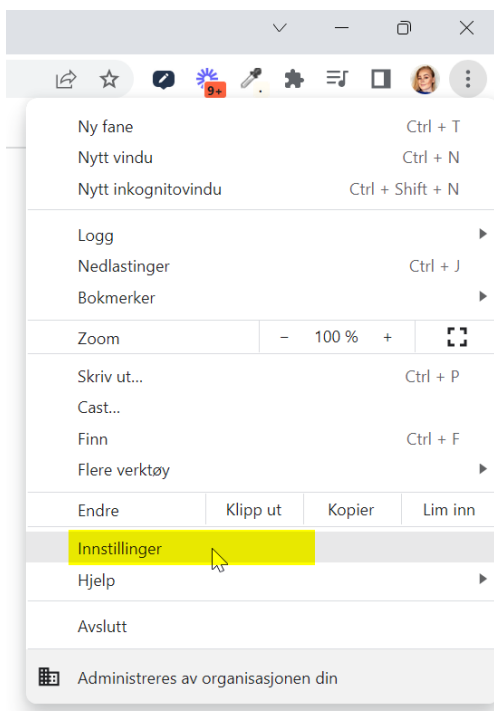 9+
Ny fane Ctrl + T
Nytt vindu Ctrl + N
Nytt inkognitovindu Ctrl + Shift + N
Logg
Nedlastinger Ctrl + J
Bokmerker
Zoom − 100 % +
Skriv ut... Ctrl + P
Cast...
Finn Ctrl + F
Flere verktøy
Endre Klipp ut Kopier Lim inn
Innstillinger
Hjelp
Avslutt
Administreres av organisasjonen din